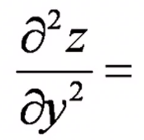 ∂²z/∂y² =